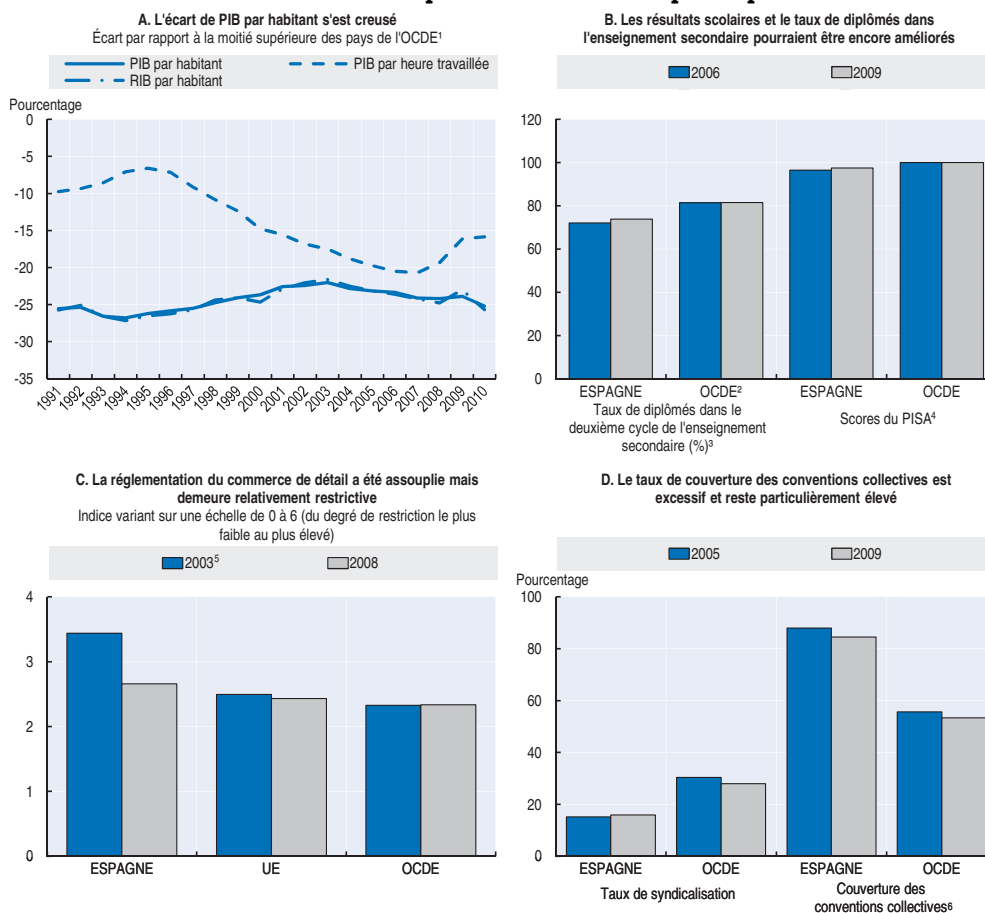 A. L'écart de PIB par habitant s'est creusé
Écart par rapport à la moitié supérieure des pays de l'OCDE¹
PIB par habitant
PIB par heure travaillée
RIB par habitant
Pourcentage
0
-5
-10
-15
-20
-25
-30
-35
1991 1992 1993 1994 1995 1996 1997 1998 1999 2000 2001 2002 2003 2004 2005 2006 2007 2008 2009 2010
B. Les résultats scolaires et le taux de diplômés dans
l'enseignement secondaire pourraient être encore améliorés
2006
2009
120
100
80
60
40
20
0
ESPAGNE OCDE² ESPAGNE OCDE
Taux de diplômés dans le
deuxième cycle de l'enseignement
secondaire (%)³
Scores du PISA⁴
C. La réglementation du commerce de détail a été assouplie mais
demeure relativement restrictive
Indice variant sur une échelle de 0 à 6 (du degré de restriction le plus
faible au plus élevé)
2003⁵
2008
4
3
2
1
0
ESPAGNE UE OCDE
D. Le taux de couverture des conventions collectives est
excessif et reste particulièrement élevé
2005
2009
Pourcentage
100
80
60
40
20
0
ESPAGNE OCDE ESPAGNE OCDE
Taux de syndicalisation
Couverture des
conventions collectives⁶